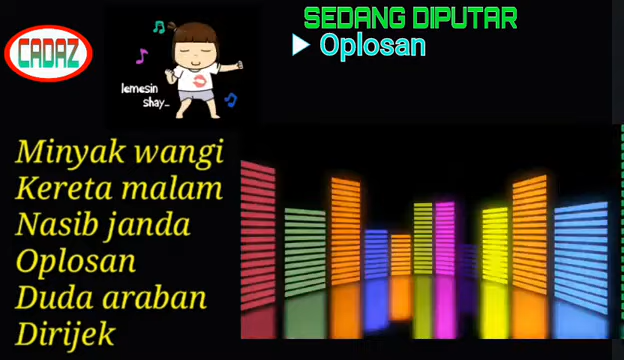 CADAZ
lemesin
shay...
SEDANG DIPUTAR
Oplosan
Minyak wangi
Kereta malam
Nasib janda
Oplosan
Duda araban
Dirijek